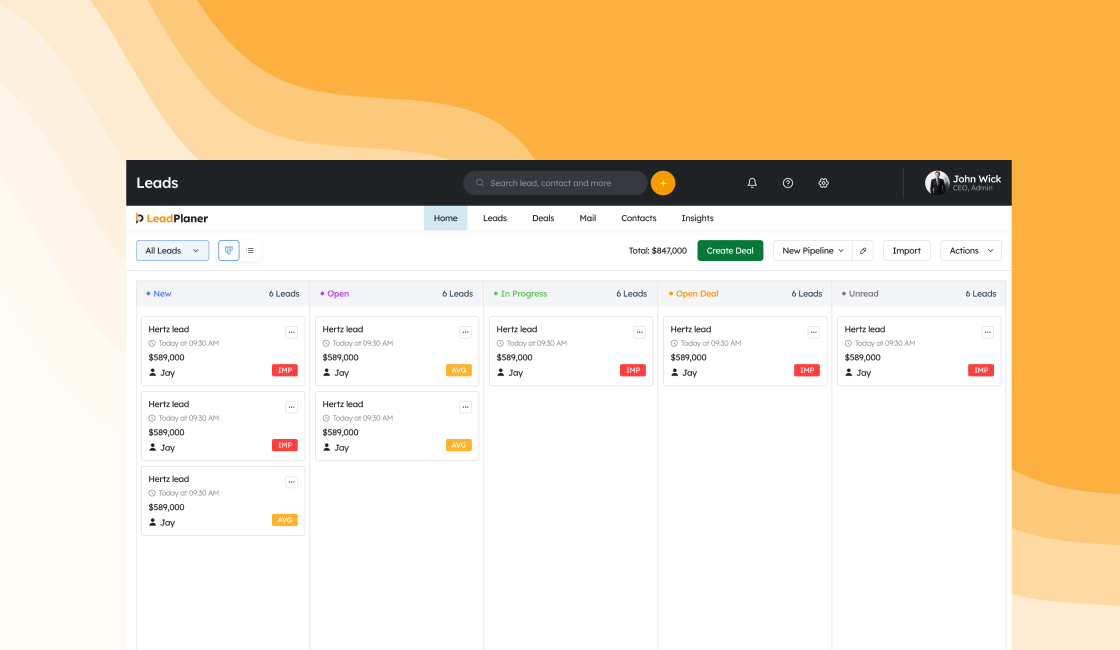 Leads
Search lead, contact and more
+
John Wick
CEO, Admin
LeadPlaner
Home
Leads
Deals
Mail
Contacts
Insights
All Leads
Total: $847,000
Create Deal
New Pipeline
Import
Actions
New
6 Leads
Open
6 Leads
In Progress
6 Leads
Open Deal
6 Leads
Unread
6 Leads
Hertz lead
Today at 09:30 AM
$589,000
Jay
IMP
Hertz lead
Today at 09:30 AM
$589,000
Jay
AVG
Hertz lead
Today at 09:30 AM
$589,000
Jay
IMP
Hertz lead
Today at 09:30 AM
$589,000
Jay
IMP
Hertz lead
Today at 09:30 AM
$589,000
Jay
IMP
Hertz lead
Today at 09:30 AM
$589,000
Jay
IMP
Hertz lead
Today at 09:30 AM
$589,000
Jay
AVG
Hertz lead
Today at 09:30 AM
$589,000
Jay
AVG